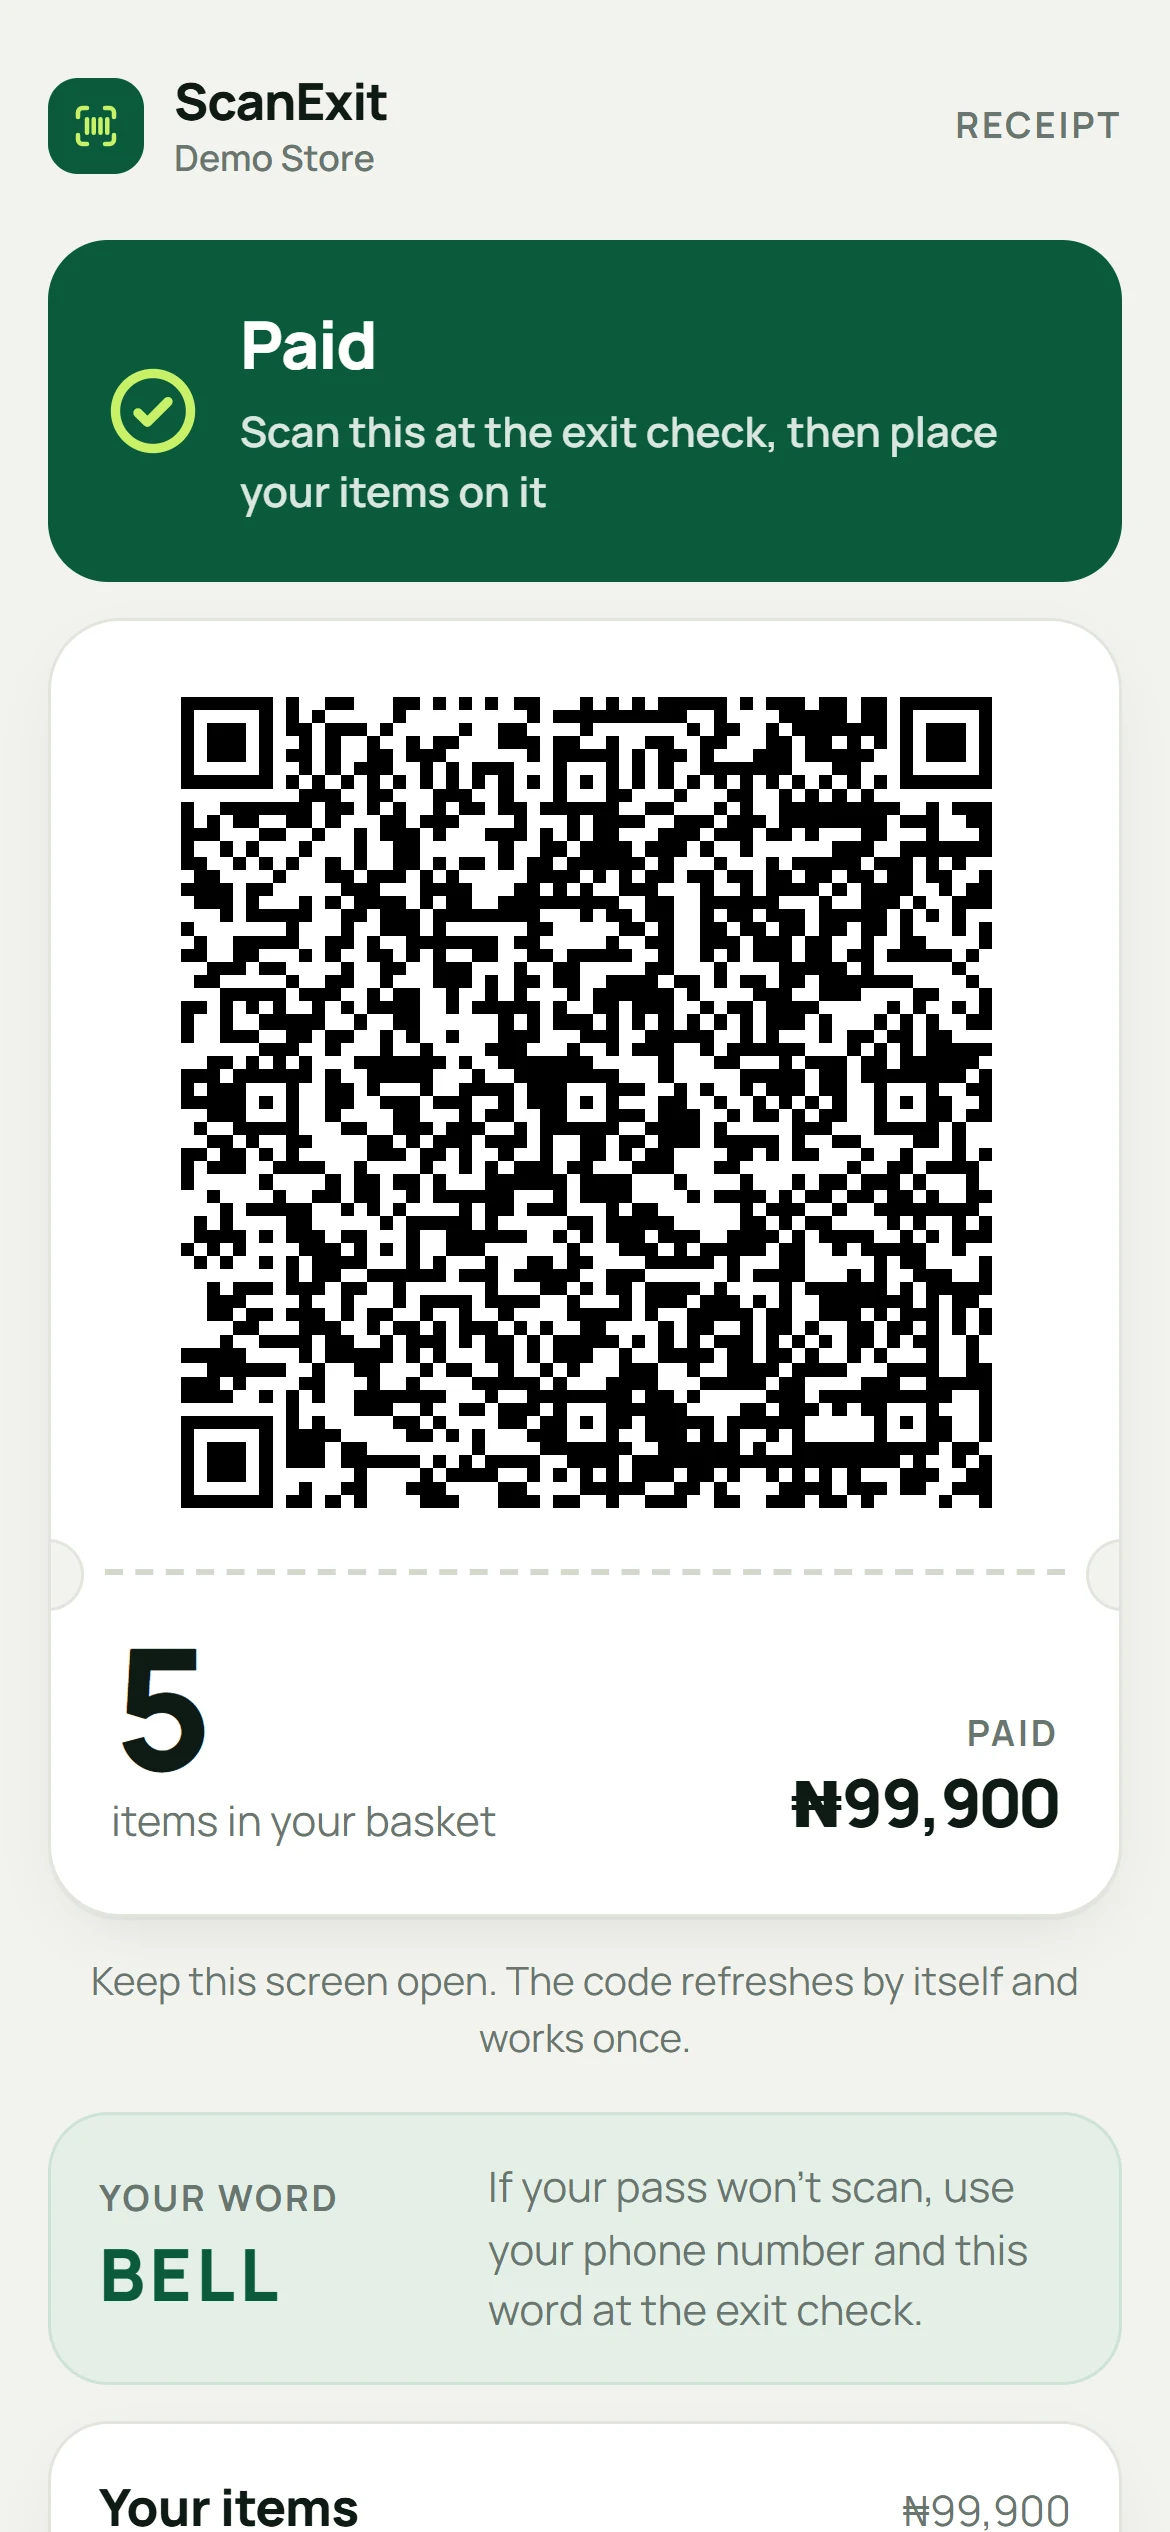 ScanExit
Demo Store
RECEIPT
Paid
Scan this at the exit check, then place
your items on it
5
items in your basket
PAID
₦99,900
Keep this screen open. The code refreshes by itself and
works once.
YOUR WORD
BELL
If your pass won’t scan, use
your phone number and this
word at the exit check.
Your items
₦99,900